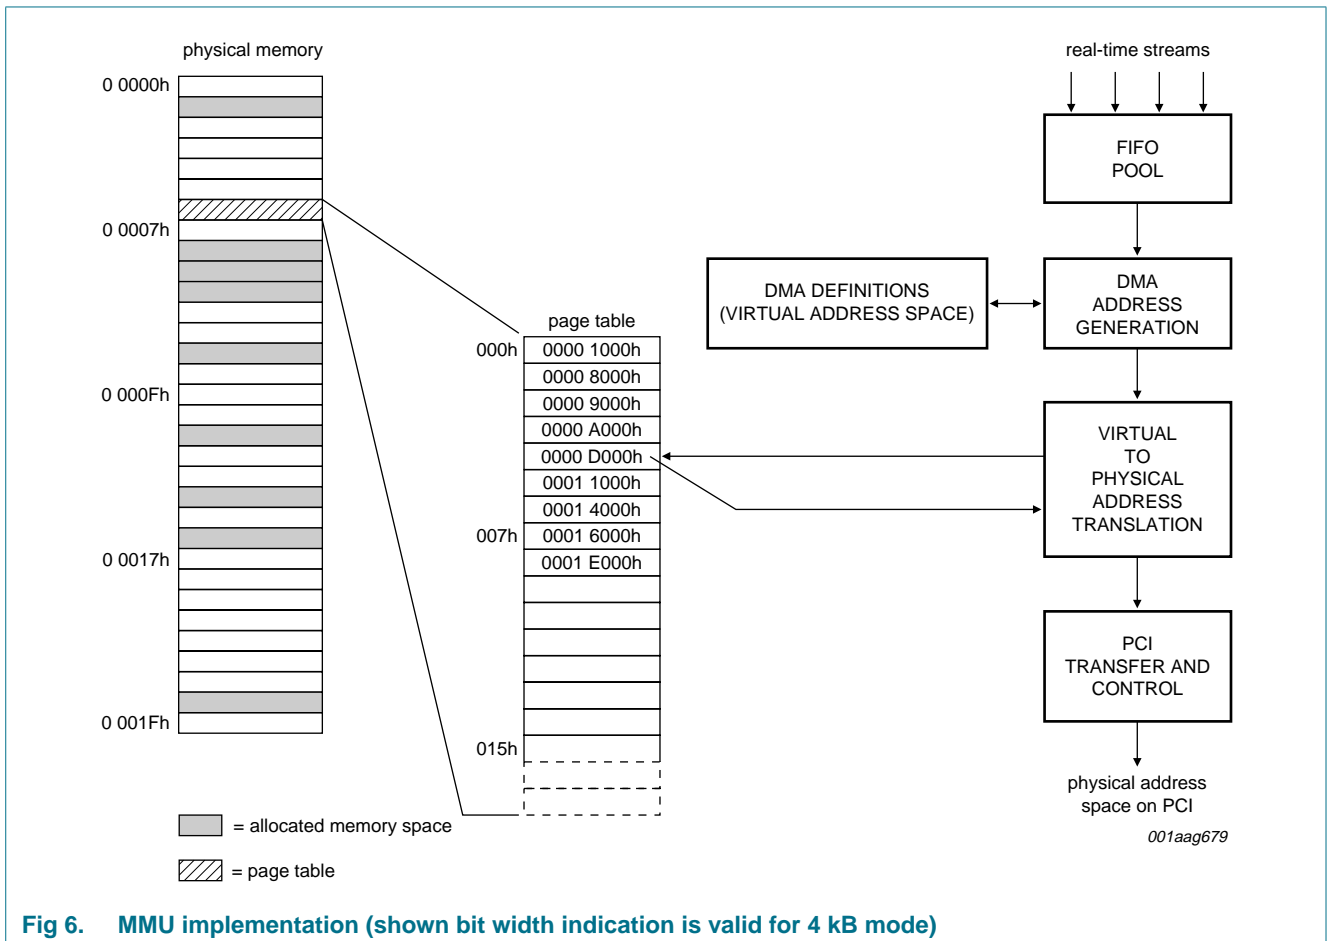 physical memory
0 0000h
0 0007h
0 000Fh
0 0017h
0 001Fh
= allocated memory space
= page table
page table
000h
0000 1000h
0000 8000h
0000 9000h
0000 A000h
0000 D000h
0001 1000h
0001 4000h
007h
0001 6000h
0001 E000h
015h
DMA DEFINITIONS
(VIRTUAL ADDRESS SPACE)
real-time streams
FIFO
POOL
DMA
ADDRESS
GENERATION
VIRTUAL
TO
PHYSICAL
ADDRESS
TRANSLATION
PCI
TRANSFER AND
CONTROL
physical address
space on PCI
001aag679
Fig 6. MMU implementation (shown bit width indication is valid for 4 kB mode)